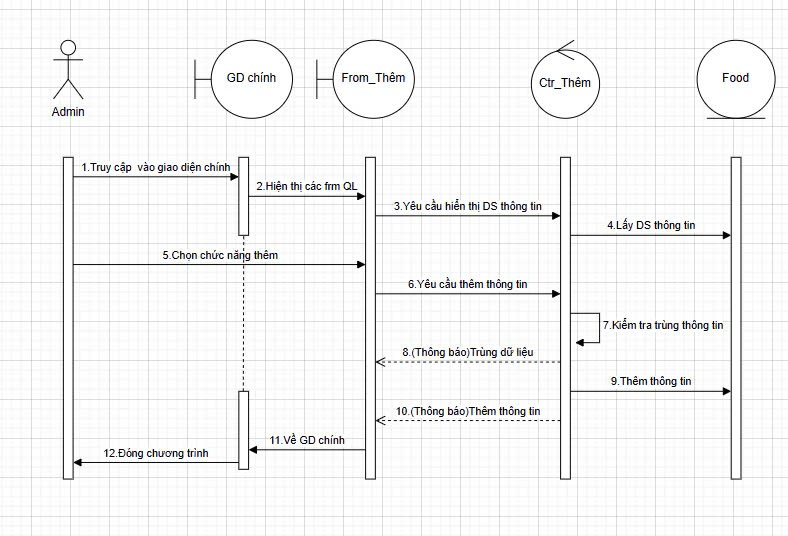 Admin
GD chính
From_Thêm
Ctr_Thêm
Food
1.Truy cập vào giao diện chính
2.Hiện thị các frm QL
3.Yêu cầu hiển thị DS thông tin
4.Lấy DS thông tin
5.Chọn chức năng thêm
6.Yêu cầu thêm thông tin
7.Kiểm tra trùng thông tin
8.(Thông báo)Trùng dữ liệu
9.Thêm thông tin
10.(Thông báo)Thêm thông tin
11.Về GD chính
12.Đóng chương trình